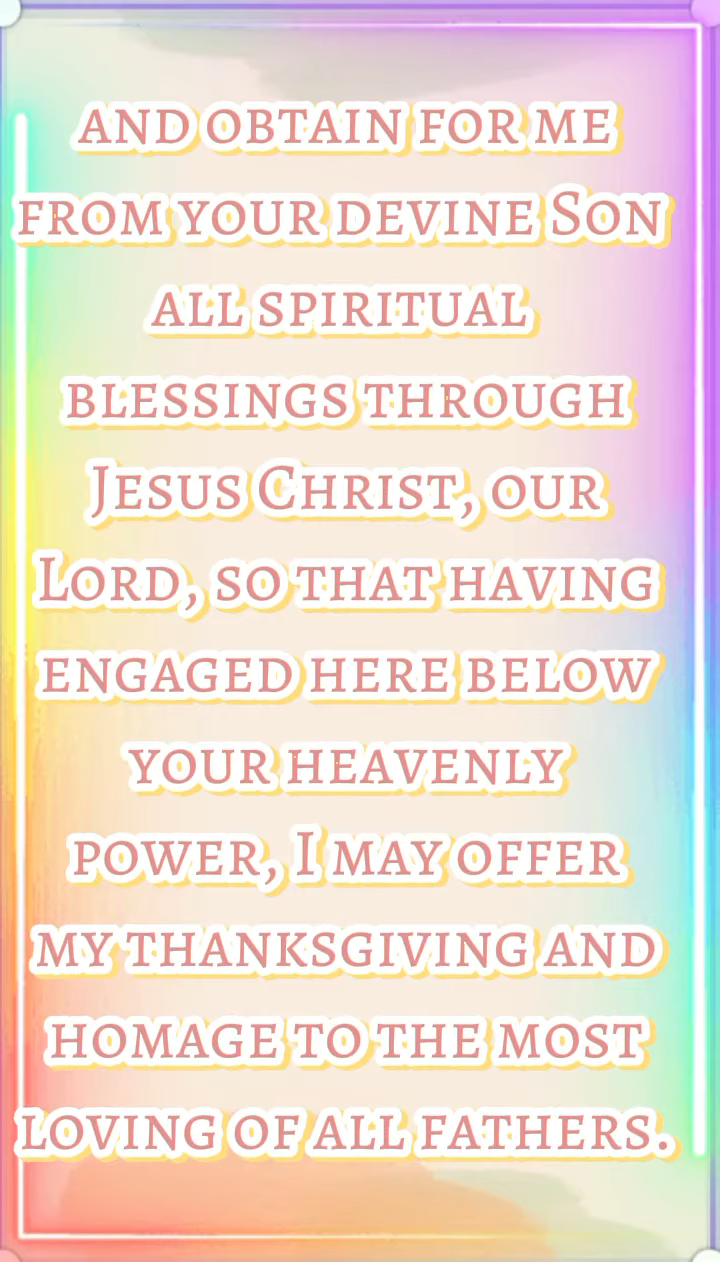 and obtain for me
from your devine Son
all spiritual
blessings through
Jesus Christ, our
Lord, so that having
engaged here below
your heavenly
power, I may offer
my thanksgiving and
homage to the most
loving of all fathers.